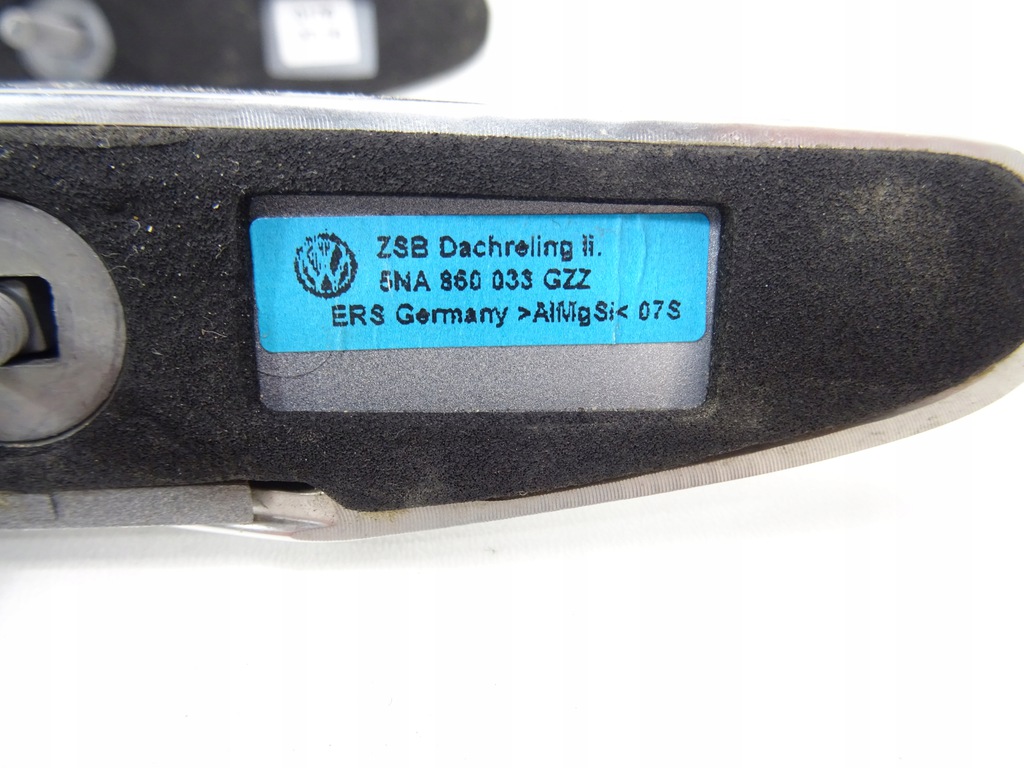 ZSB Dachreling li.
5NA 860 033 GZZ
ERS Germany >AlMgSi< 07S